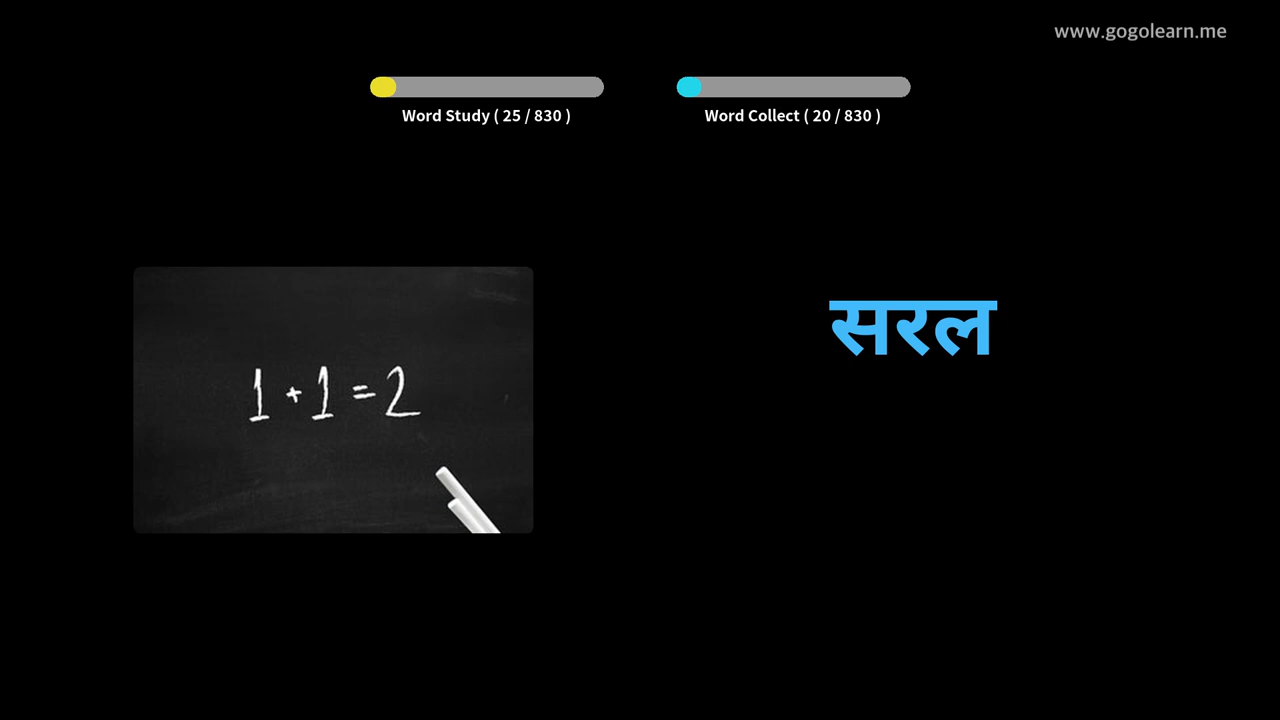 www.gogolearn.me
Word Study ( 25 / 830 )
Word Collect ( 20 / 830 )
1 + 1 = 2
सरल